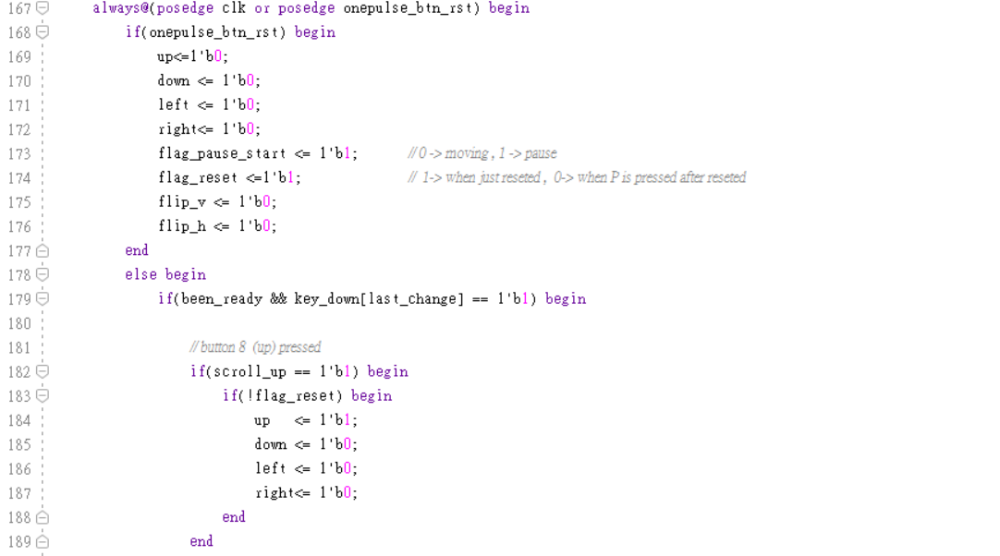 167 always@(posedge clk or posedge onepulse_btn_rst) begin
168 if(onepulse_btn_rst) begin
169 up<=1'b0;
170 down <= 1'b0;
171 left <= 1'b0;
172 right<= 1'b0;
173 flag_pause_start <= 1'b1; //0 -> moving , 1 -> pause
174 flag_reset <=1'b1; // 1-> when just reseted , 0-> when P is pressed after reseted
175 flip_v <= 1'b0;
176 flip_h <= 1'b0;
177 end
178 else begin
179 if(been_ready && key_down[last_change] == 1'b1) begin
180
181 //button 8 (up) pressed
182 if(scroll_up == 1'b1) begin
183 if(!flag_reset) begin
184 up <= 1'b1;
185 down <= 1'b0;
186 left <= 1'b0;
187 right<= 1'b0;
188 end
189 end